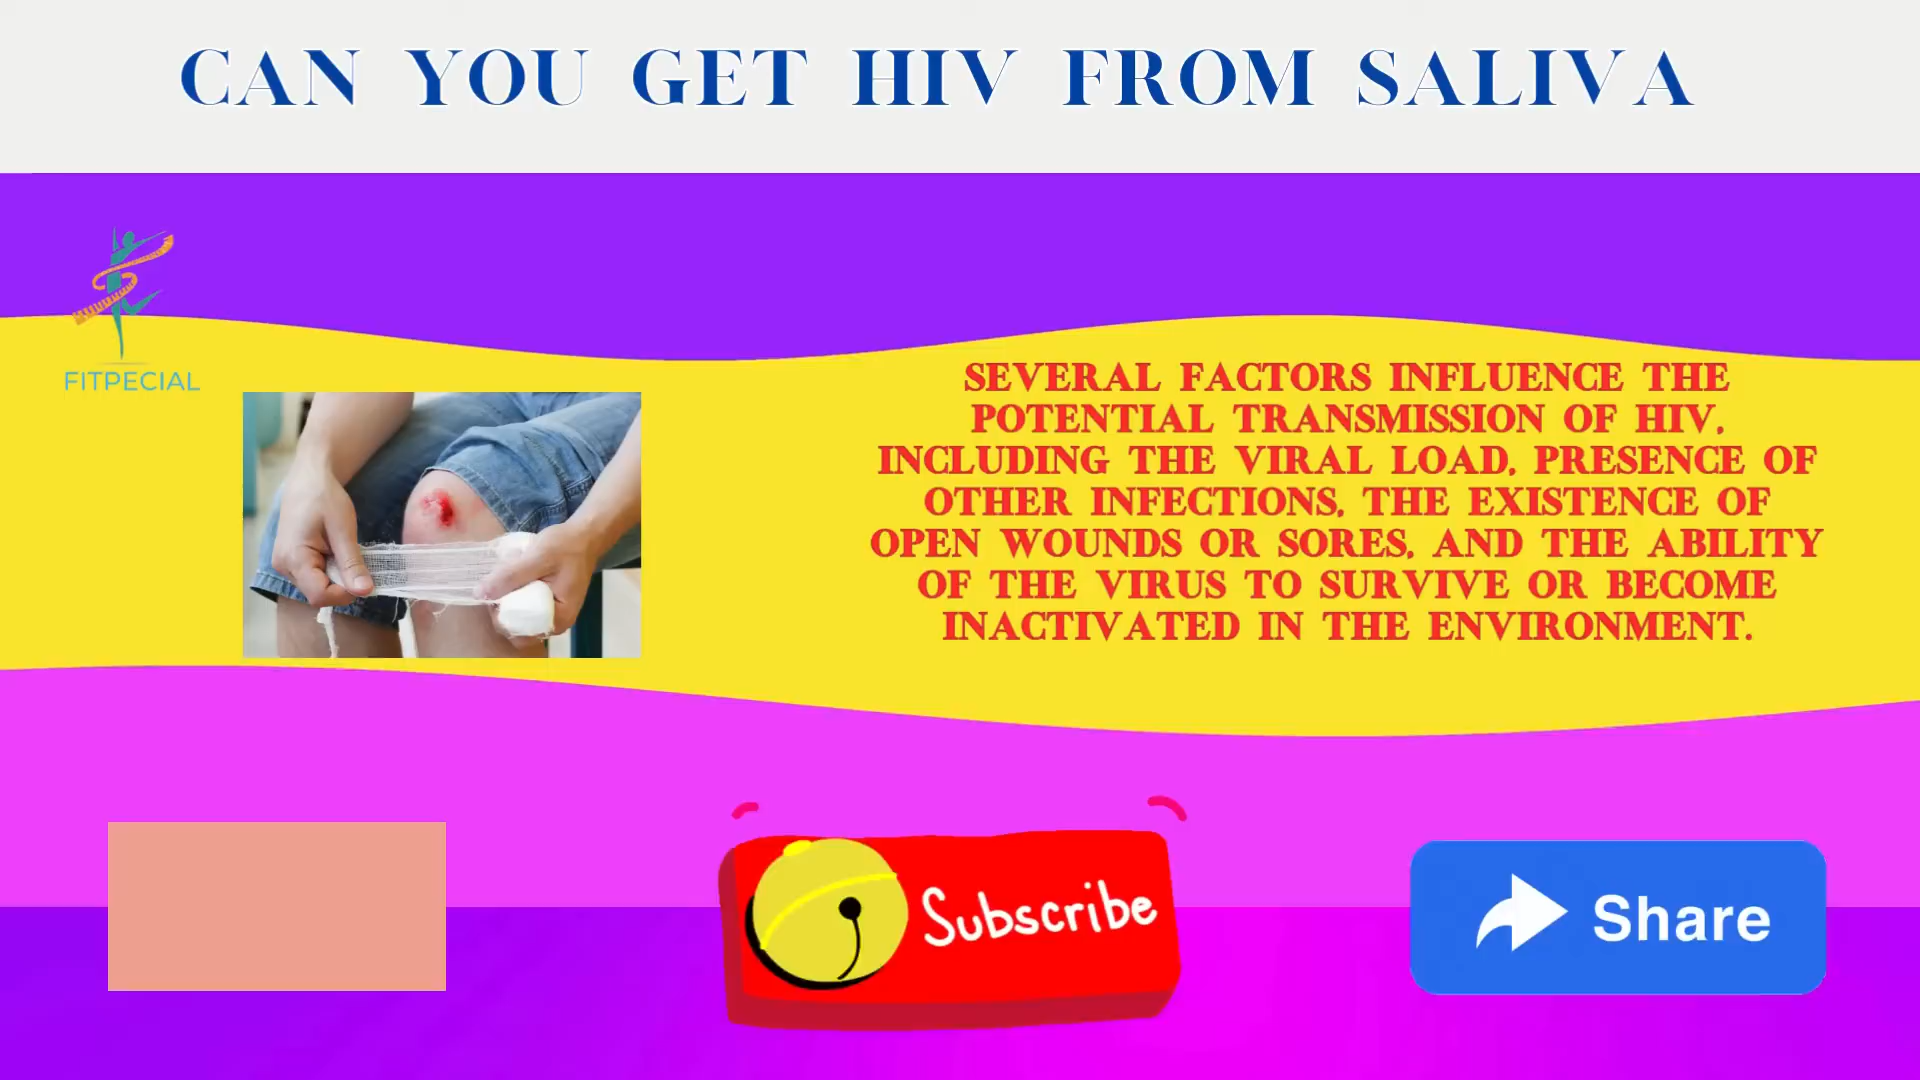 CAN YOU GET HIV FROM SALIVA
FITPECIAL
SEVERAL FACTORS INFLUENCE THE
POTENTIAL TRANSMISSION OF HIV,
INCLUDING THE VIRAL LOAD, PRESENCE OF
OTHER INFECTIONS, THE EXISTENCE OF
OPEN WOUNDS OR SORES, AND THE ABILITY
OF THE VIRUS TO SURVIVE OR BECOME
INACTIVATED IN THE ENVIRONMENT.
Subscribe
Share